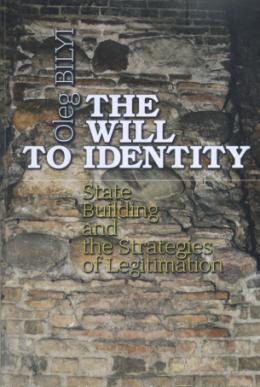 Oleg BILYI
THE
WILL
TO IDENTITY
State
Building
and
the Strategies
of Legitimation